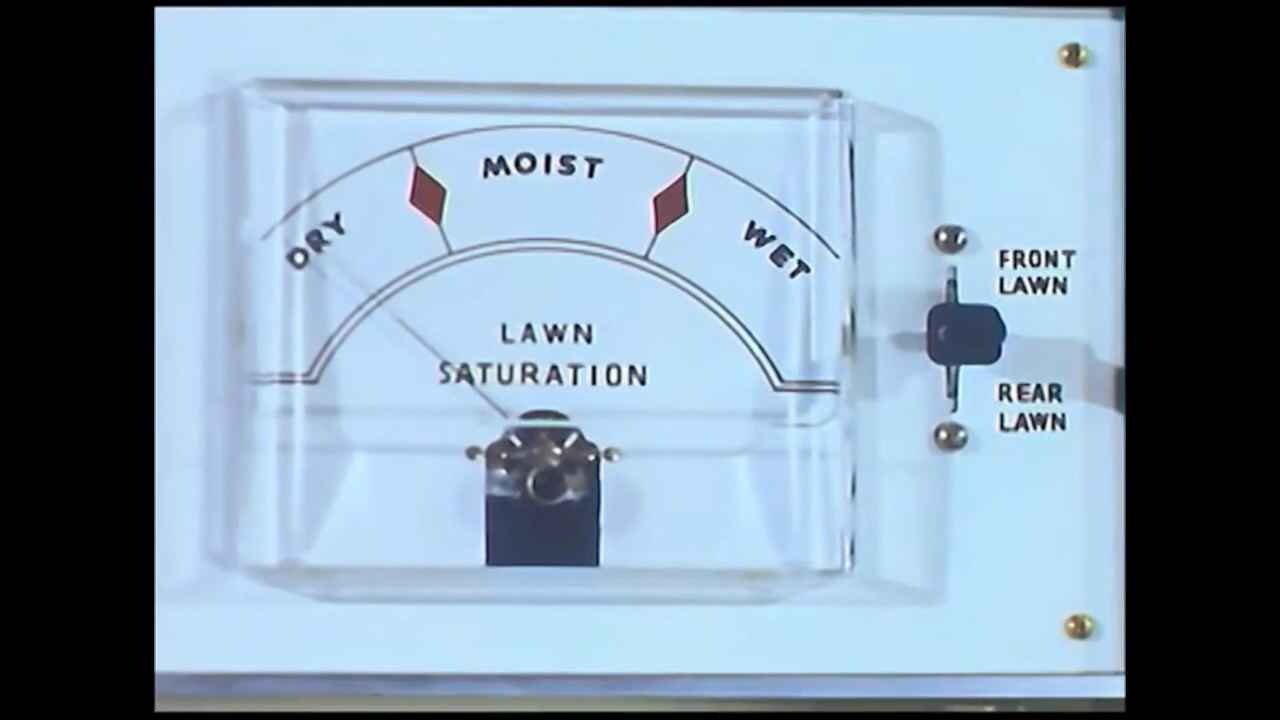 DRY
MOIST
WET
LAWN
SATURATION
FRONT
LAWN
REAR
LAWN